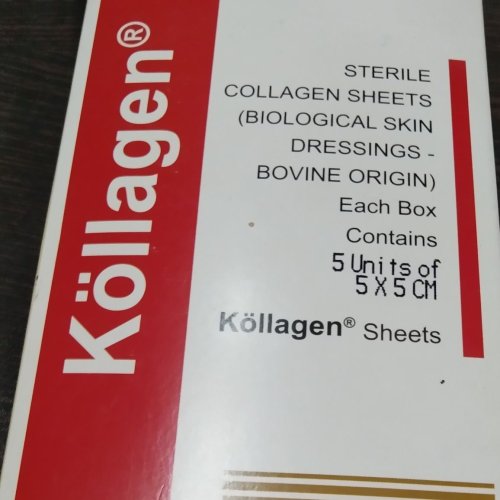 Köllagen®
STERILE
COLLAGEN SHEETS
(BIOLOGICAL SKIN
DRESSINGS -
BOVINE ORIGIN)
Each Box
Contains
5 Units of
5 X 5 CM
Köllagen® Sheets